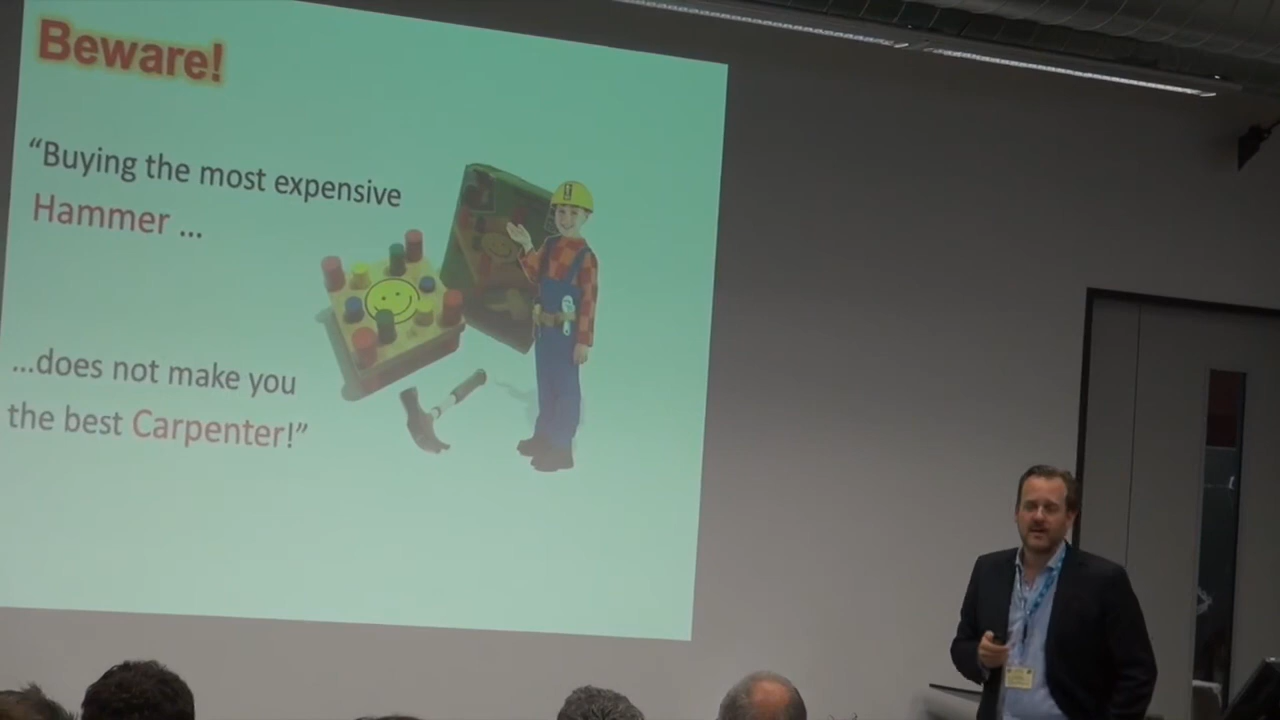 Beware!
“Buying the most expensive
Hammer ...
...does not make you
the best Carpenter!”